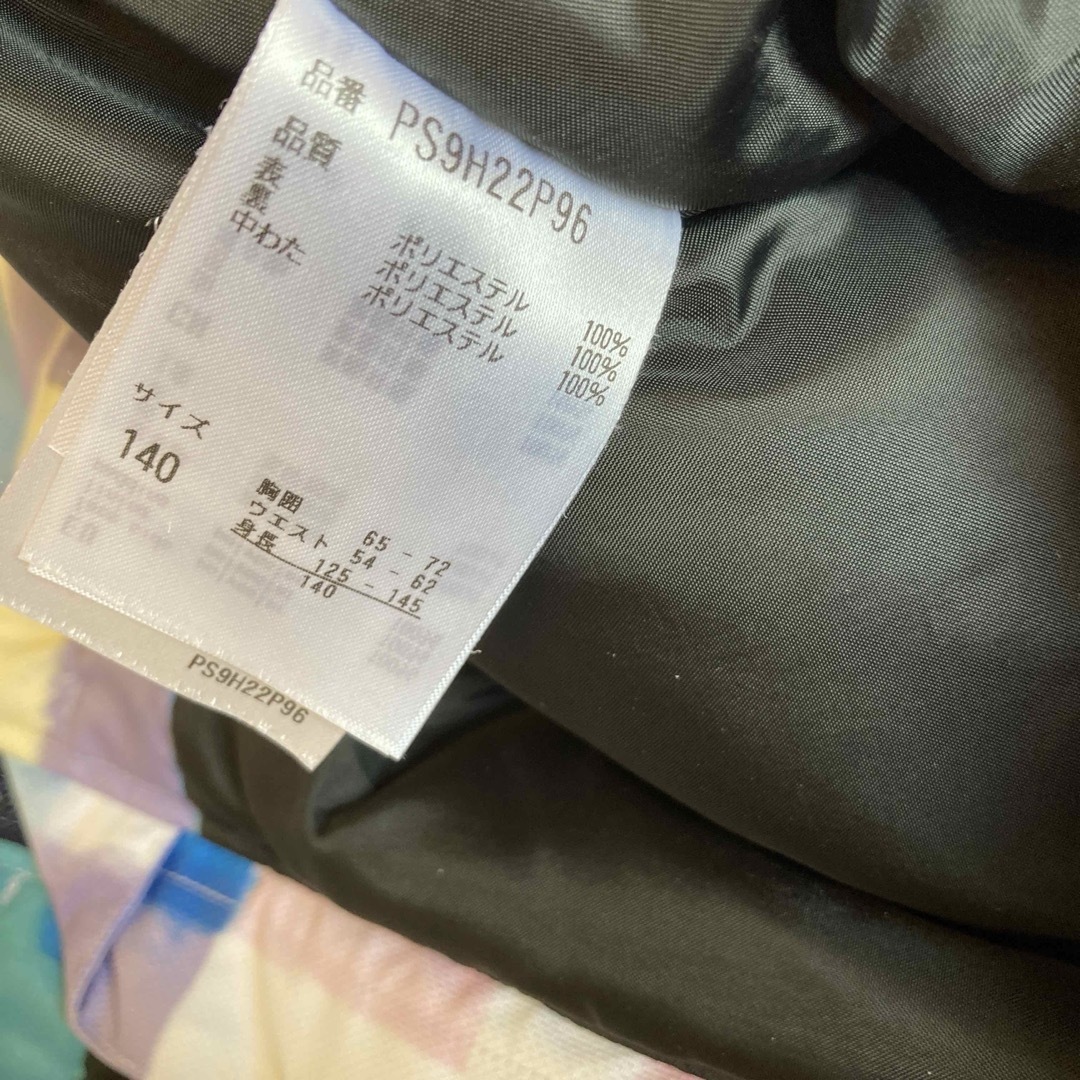 品番 PS9H22P96
品質
表 ポリエステル 100%
裏 ポリエステル 100%
中わた ポリエステル 100%
サイズ
140
胸囲 65 - 72
ウエスト 54 - 62
身長 125 - 145
140
PS9H22P96